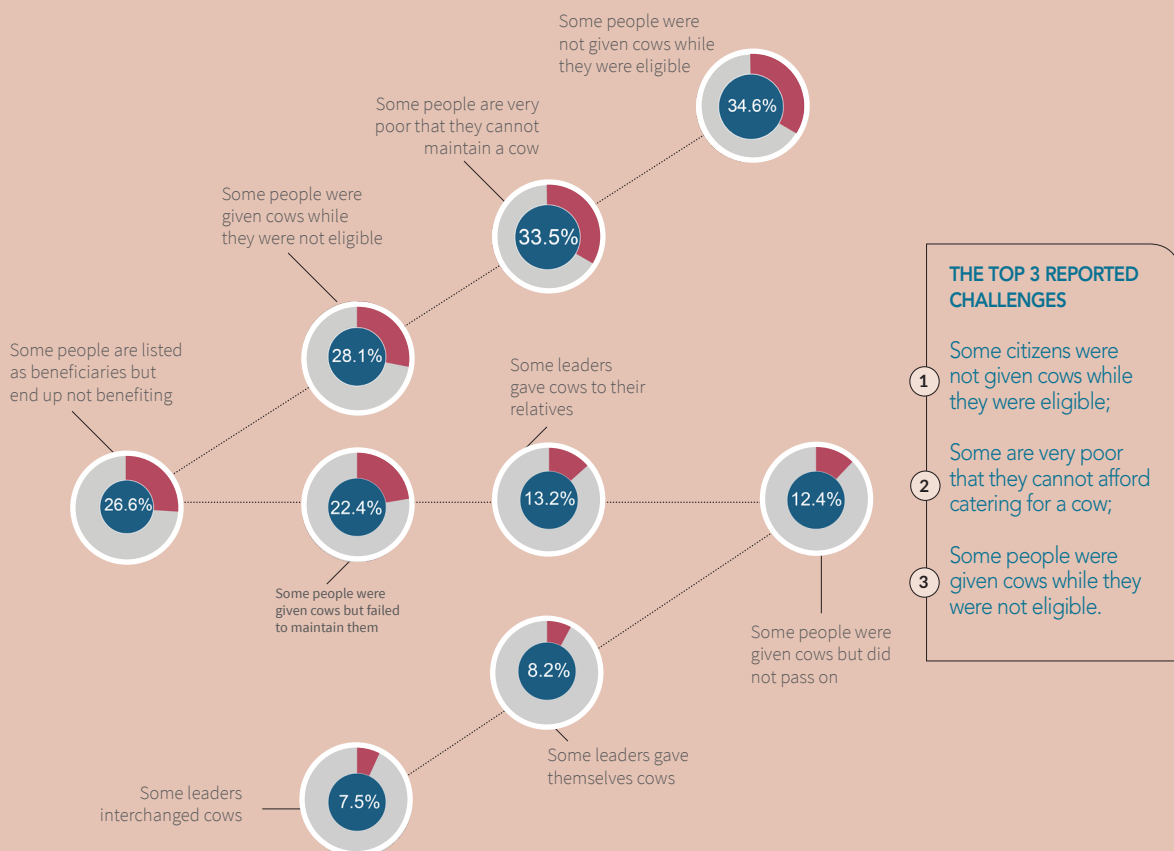 Some people were
not given cows while
they were eligible
34.6%
Some people are very
poor that they cannot
maintain a cow
33.5%
Some people were
given cows while
they were not eligible
28.1%
Some people are listed
as beneficiaries but
end up not benefiting
26.6%
22.4%
Some people were
given cows but failed
to maintain them
Some leaders
gave cows to their
relatives
13.2%
12.4%
Some people were
given cows but did
not pass on
8.2%
Some leaders gave
themselves cows
7.5%
Some leaders
interchanged cows
THE TOP 3 REPORTED
CHALLENGES
1
Some citizens were
not given cows while
they were eligible;
2
Some are very poor
that they cannot afford
catering for a cow;
3
Some people were
given cows while they
were not eligible.